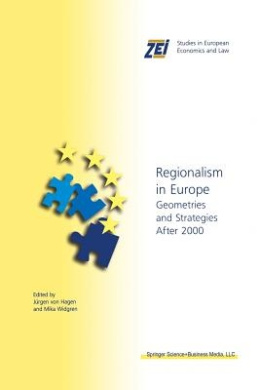 ZEI
Studies in European
Economics and Law
Regionalism
in Europe
Geometries
and Strategies
After 2000
Edited by
Jürgen von Hagen
and Mika Widgren
Springer Science+Business Media, LLC